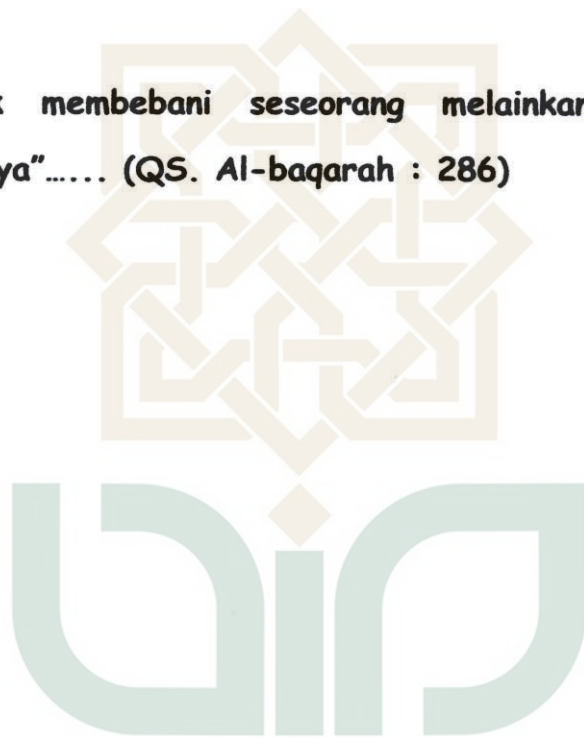 membebani seseorang melainkan
ya"...... (QS. Al-baqarah : 286)